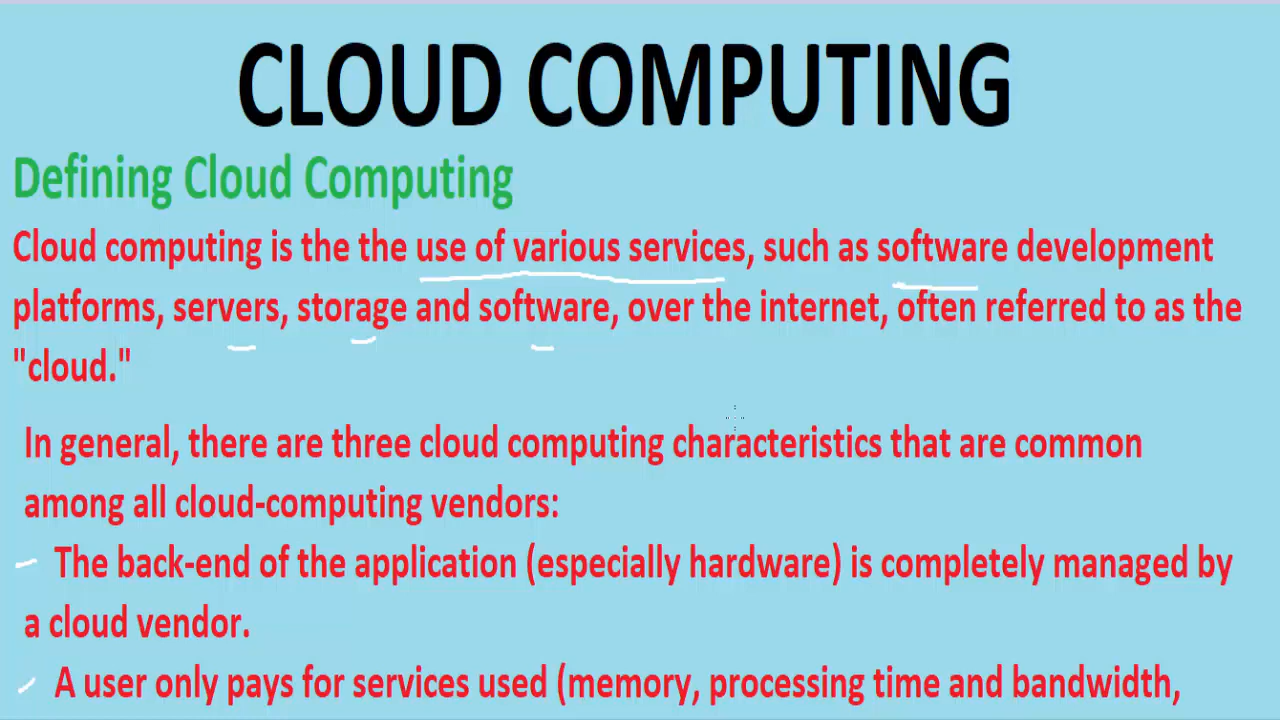 CLOUD COMPUTING
Defining Cloud Computing
Cloud computing is the the use of various services, such as software development
platforms, servers, storage and software, over the internet, often referred to as the
"cloud."
In general, there are three cloud computing characteristics that are common
among all cloud-computing vendors:
The back-end of the application (especially hardware) is completely managed by
a cloud vendor.
A user only pays for services used (memory, processing time and bandwidth,